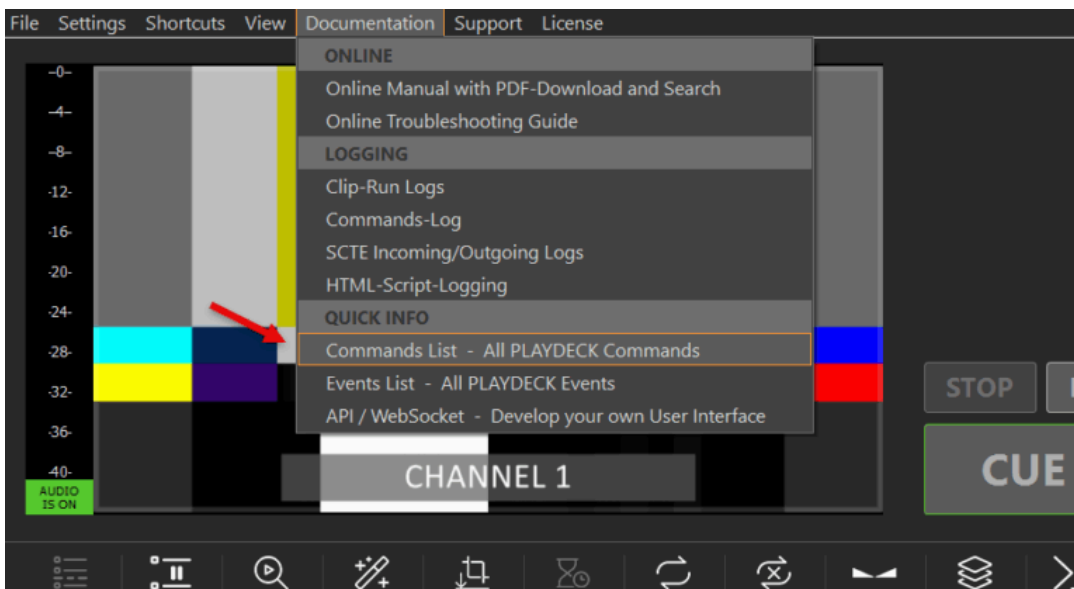 File Settings Shortcuts View Documentation Support License
ONLINE
Online Manual with PDF-Download and Search
Online Troubleshooting Guide
LOGGING
Clip-Run Logs
Commands-Log
SCTE Incoming/Outgoing Logs
HTML-Script-Logging
QUICK INFO
Commands List - All PLAYDECK Commands
Events List - All PLAYDECK Events
API / WebSocket - Develop your own User Interface
-0-
-4-
-8-
-12-
-16-
-20-
-24-
-28-
-32-
-36-
-40-
AUDIO
IS ON
CHANNEL 1
STOP
CUE